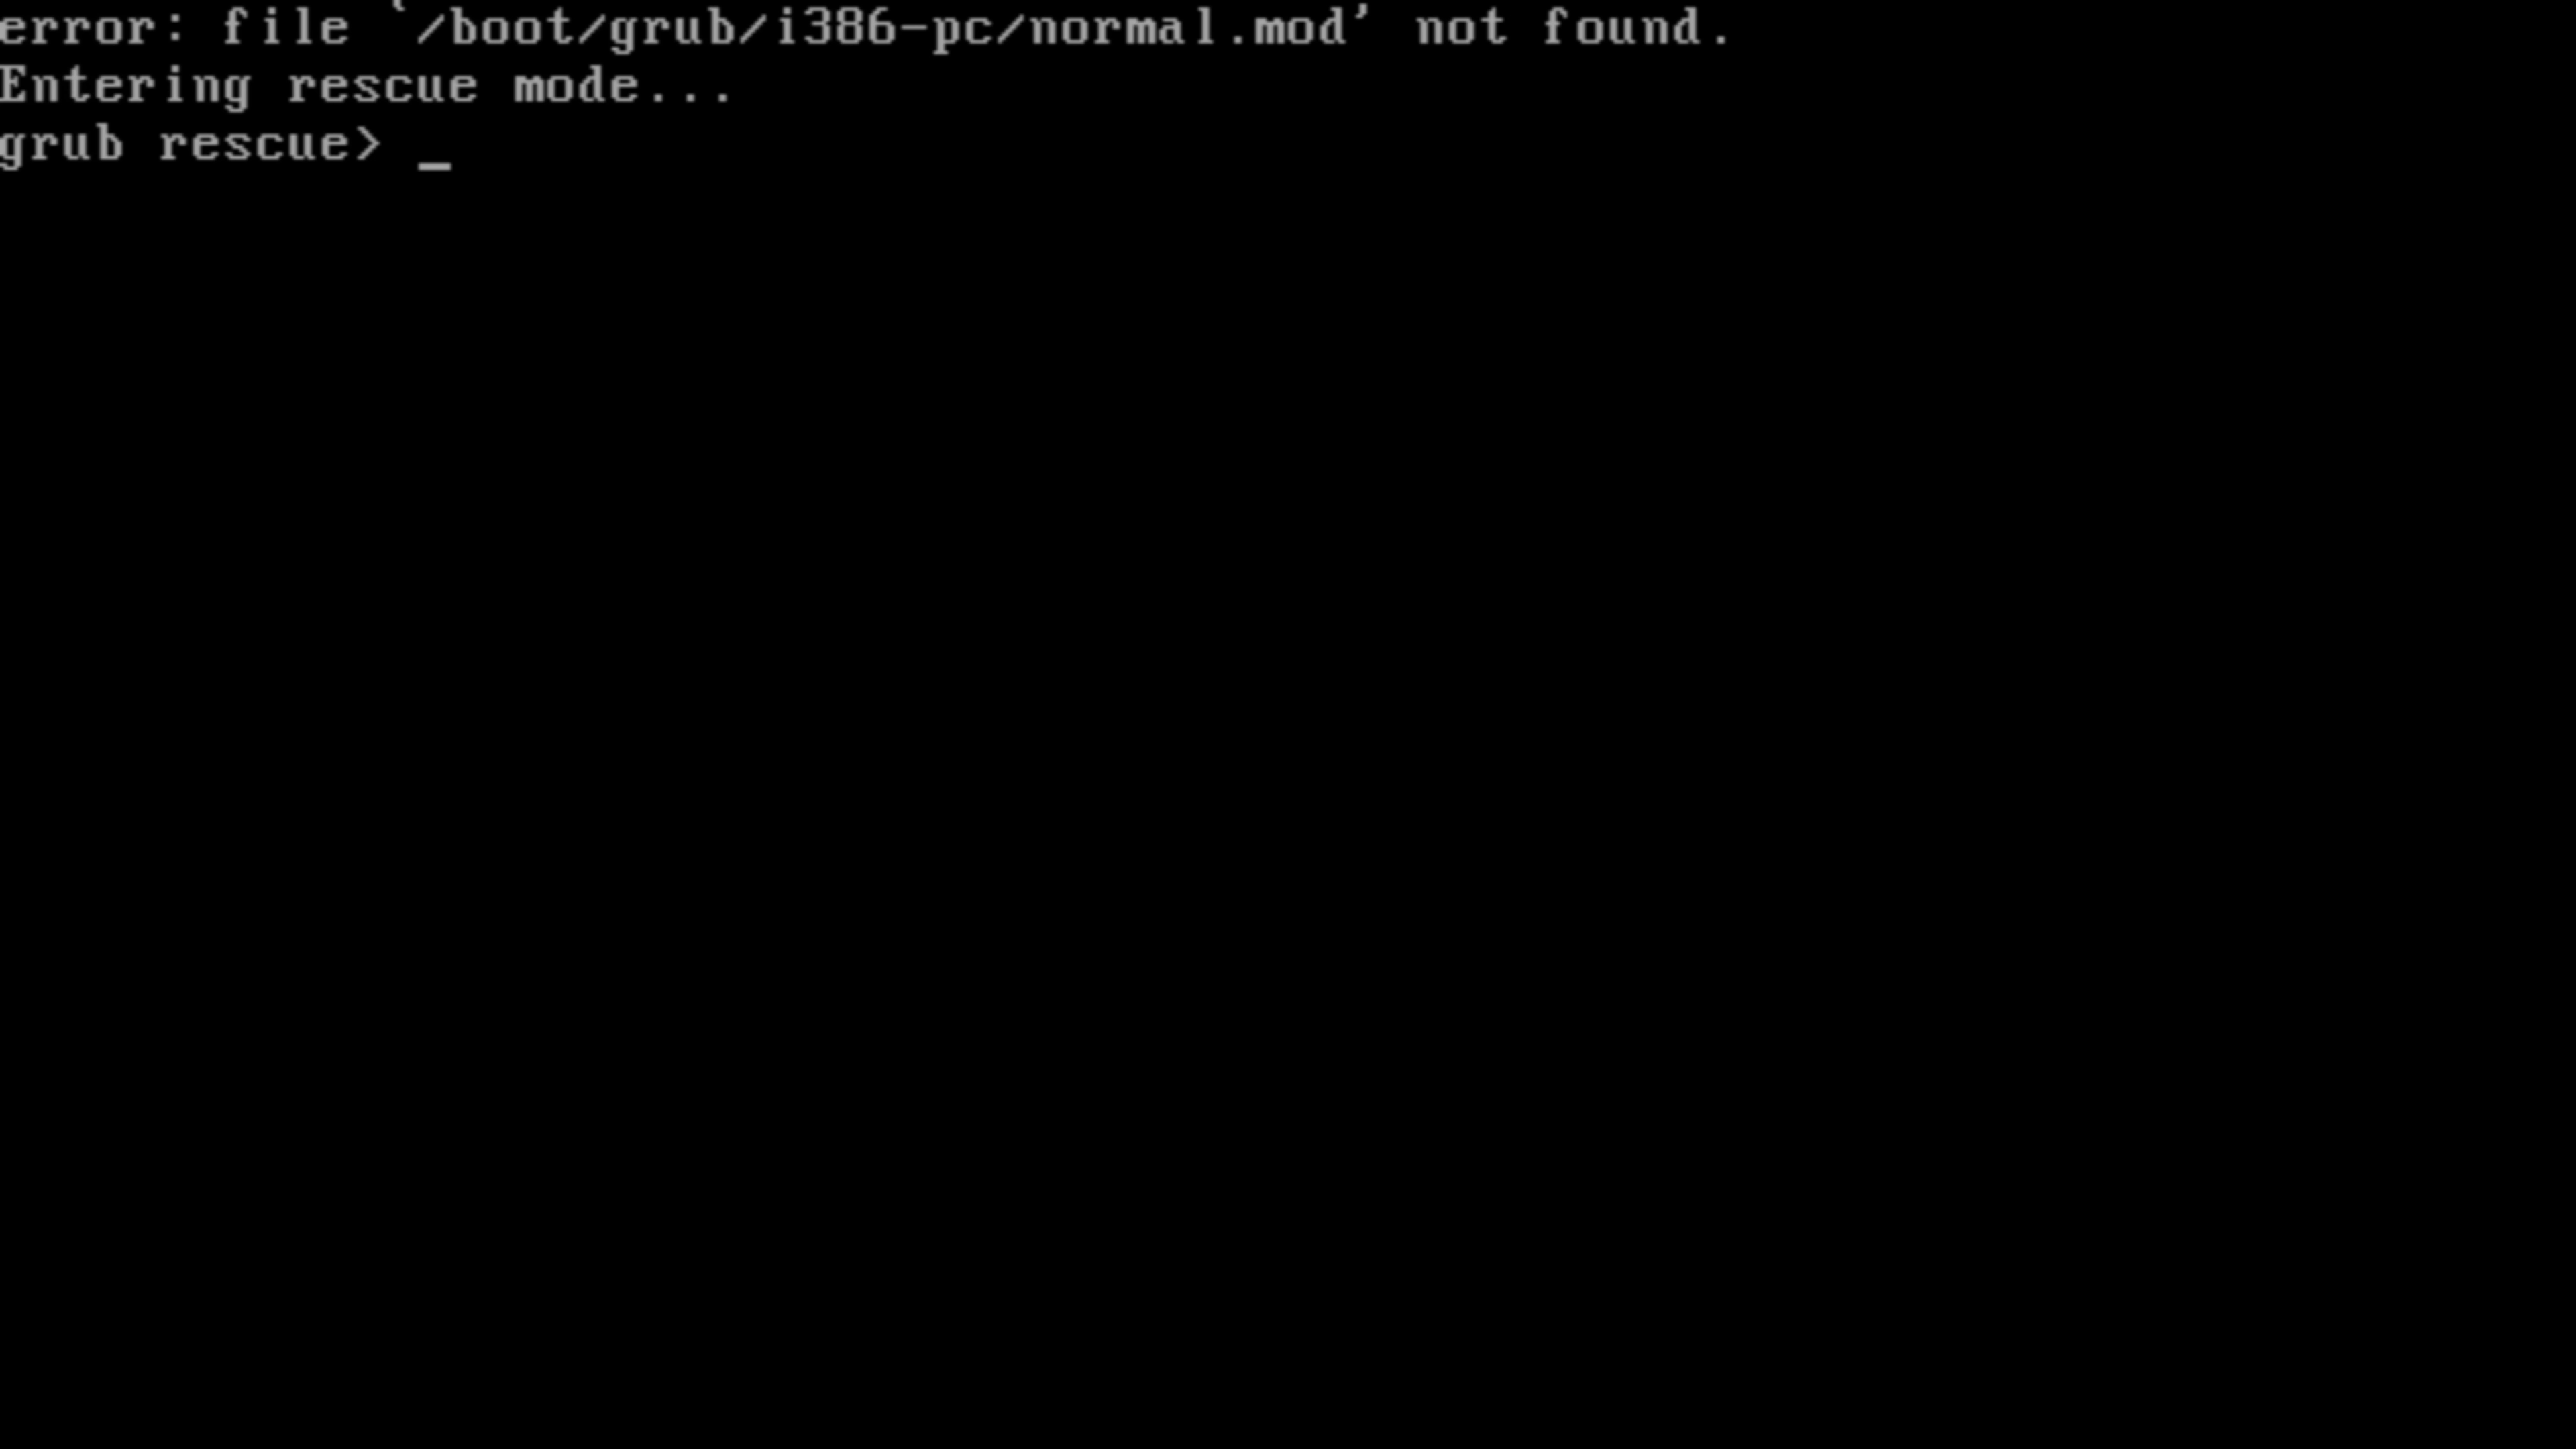 error: file `/boot/grub/i386-pc/normal.mod' not found.
Entering rescue mode...
grub rescue> _